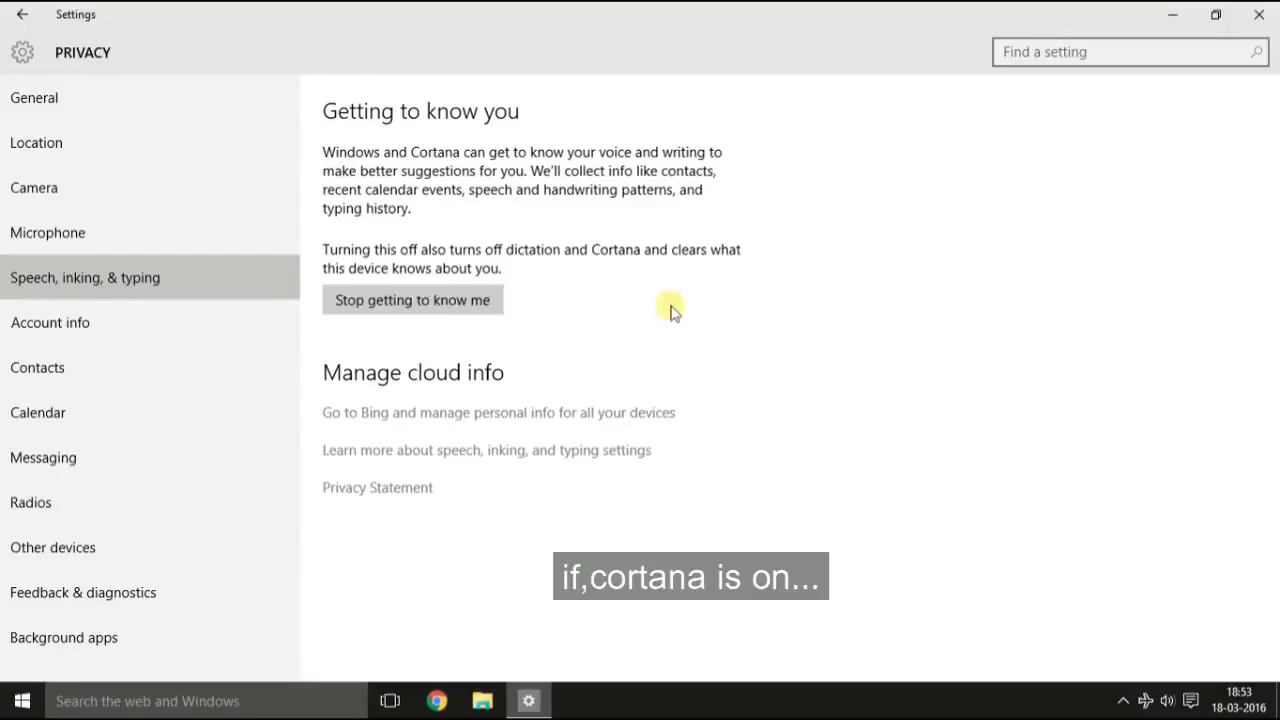 Settings
PRIVACY
Find a setting
General
Location
Camera
Microphone
Speech, inking, & typing
Account info
Contacts
Calendar
Messaging
Radios
Other devices
Feedback & diagnostics
Background apps
Getting to know you
Windows and Cortana can get to know your voice and writing to
make better suggestions for you. We'll collect info like contacts,
recent calendar events, speech and handwriting patterns, and
typing history.
Turning this off also turns off dictation and Cortana and clears what
this device knows about you.
Stop getting to know me
Manage cloud info
Go to Bing and manage personal info for all your devices
Learn more about speech, inking, and typing settings
Privacy Statement
if,cortana is on...
Search the web and Windows
18:53
18-03-2016